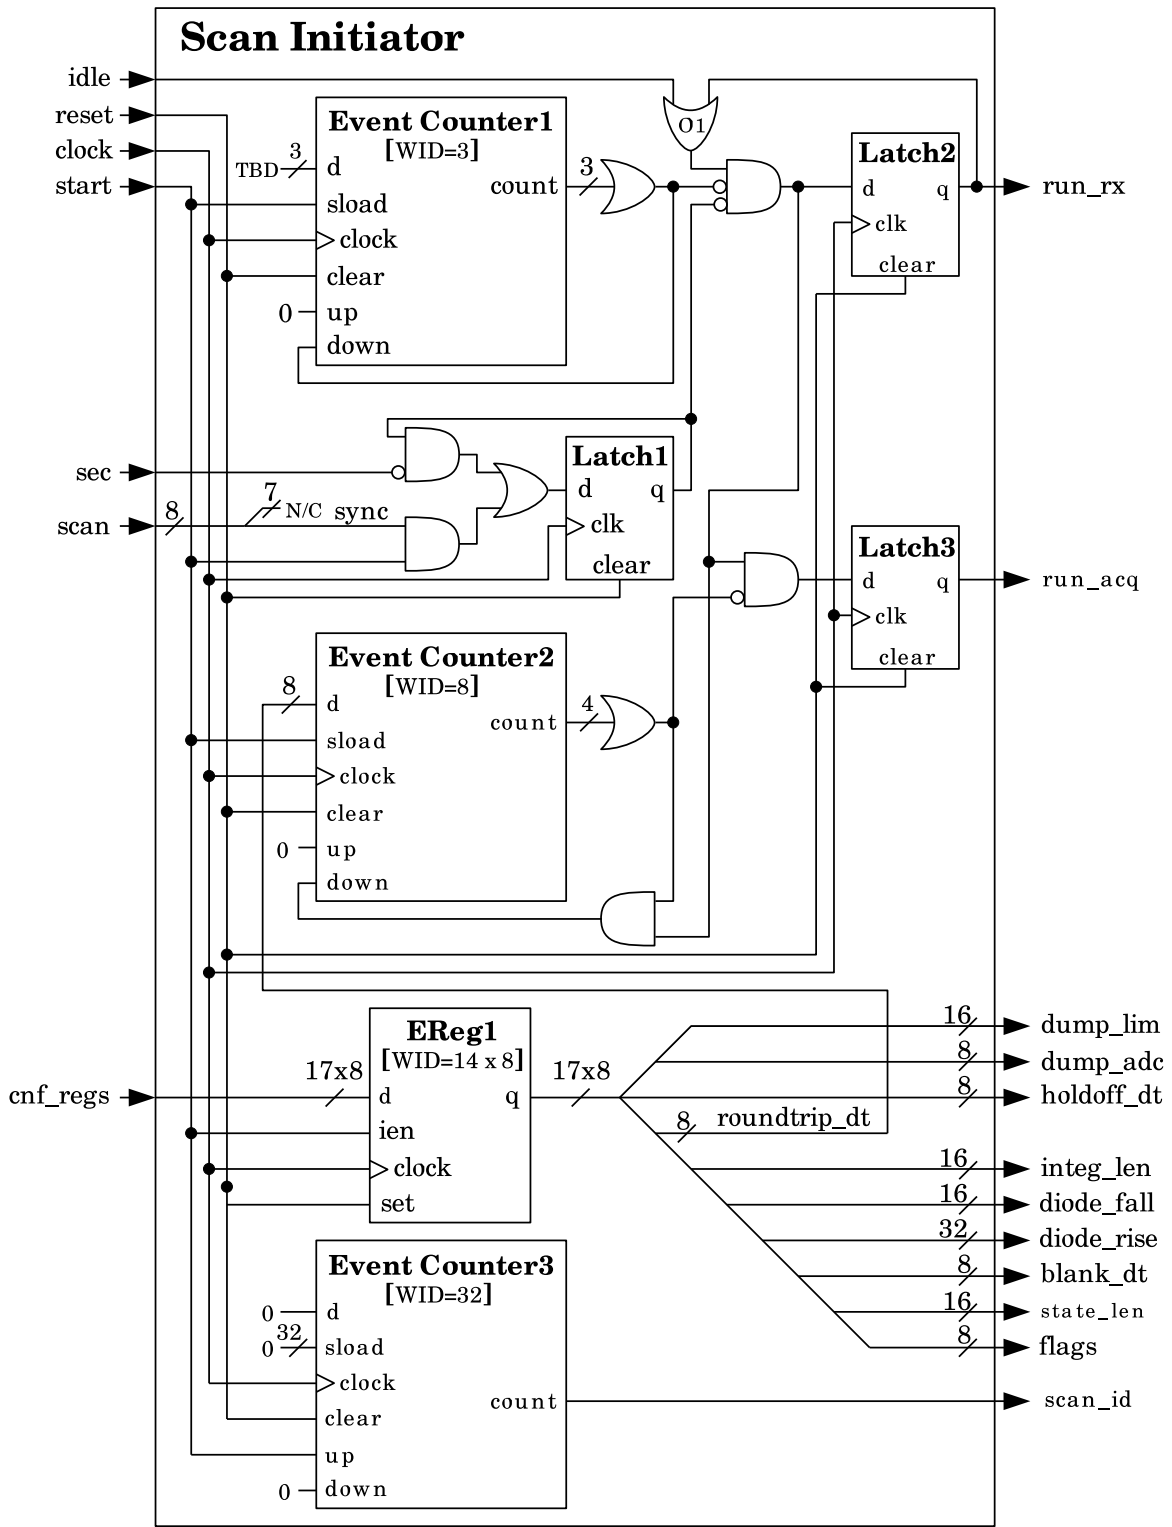 Scan Initiator
idle
reset
clock
start
Event Counter1
[WID=3]
TBD
3
d
sload
clock
clear
0
up
down
count
3
O1
Latch2
d
q
clk
clear
run_rx
sec
scan
8
7
N/C
sync
Latch1
d
q
clk
clear
Latch3
d
q
clk
clear
run_acq
Event Counter2
[WID=8]
8
d
sload
clock
clear
0
up
down
count
4
EReg1
[WID=14 x 8]
cnf_regs
17x8
d
q
17x8
ien
clock
set
8
roundtrip_dt
16
dump_lim
8
dump_adc
8
holdoff_dt
16
integ_len
16
diode_fall
32
diode_rise
8
blank_dt
16
state_len
8
flags
Event Counter3
[WID=32]
0
d
0
32
sload
clock
clear
up
0
down
count
scan_id